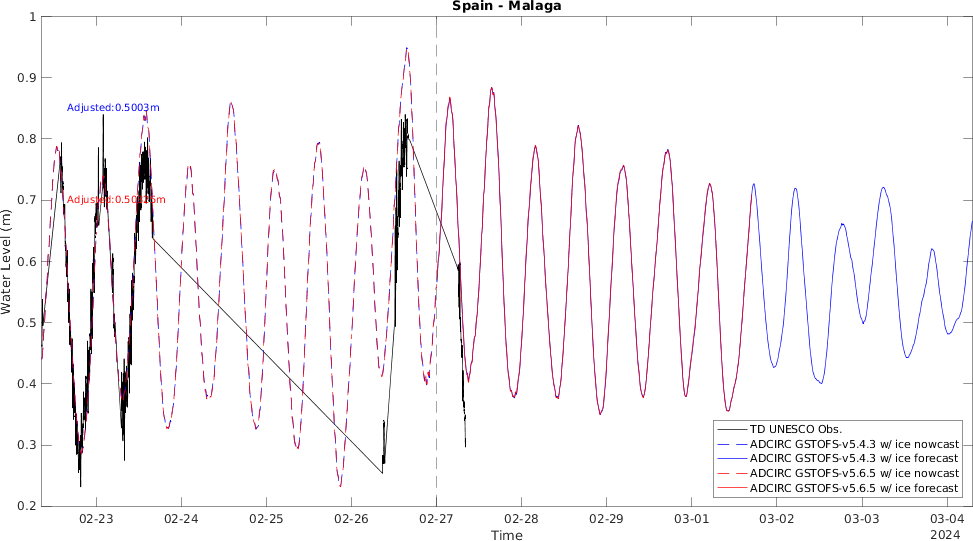 Spain - Malaga
1
0.9
0.8
0.7
0.6
0.5
0.4
0.3
0.2
Water Level (m)
Adjusted:0.5003m
02-23
02-24
02-25
02-26
02-27
02-28
02-29
03-01
03-02
03-03
03-04
2024
Time
TD UNESCO Obs.
ADCIRC GSTOFS-v5.4.3 w/ ice nowcast
ADCIRC GSTOFS-v5.4.3 w/ ice forecast
ADCIRC GSTOFS-v5.6.5 w/ ice nowcast
ADCIRC GSTOFS-v5.6.5 w/ ice forecast